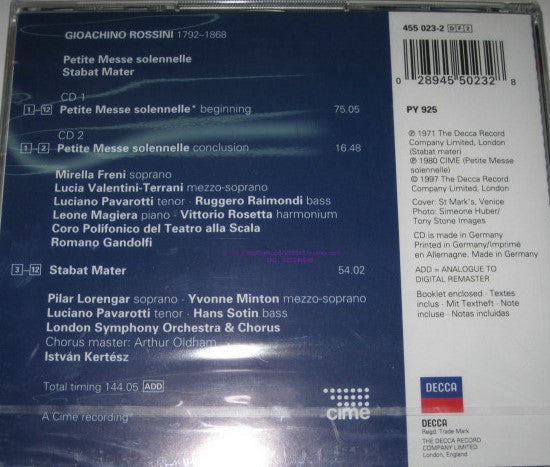 GIOACHINO ROSSINI 1792–1868
Petite Messe solennelle
Stabat Mater
CD 1
1–12 Petite Messe solennelle* beginning 75.05
CD 2
1–2 Petite Messe solennelle conclusion 16.48
Mirella Freni soprano
Lucia Valentini-Terrani mezzo-soprano
Luciano Pavarotti tenor · Ruggero Raimondi bass
Leone Magiera piano · Vittorio Rosetta harmonium
Coro Polifonico del Teatro alla Scala
Romano Gandolfi
3–12 Stabat Mater 54.02
Pilar Lorengar soprano · Yvonne Minton mezzo-soprano
Luciano Pavarotti tenor · Hans Sotin bass
London Symphony Orchestra & Chorus
Chorus master: Arthur Oldham
István Kertész
Total timing 144.05 ADD
A Cime recording*
cime
455 023-2 DF2
0 28945 50232 8
PY 925
℗ 1971 The Decca Record
Company Limited, London
(Stabat mater)
℗ 1980 CIME (Petite Messe
solennelle)
© 1997 The Decca Record
Company Limited, London
Cover: St Mark's, Venice
Photo: Simeone Huber/
Tony Stone Images
CD is made in Germany
Printed in Germany/Imprimé
en Allemagne. Made in Germany
ADD = ANALOGUE TO
DIGITAL REMASTER
Booklet enclosed · Textes
inclus · Mit Textheft · Note
incluse · Notas incluidas
DECCA
DECCA
Regd. Trade Mark
THE DECCA RECORD
COMPANY LIMITED
London, England